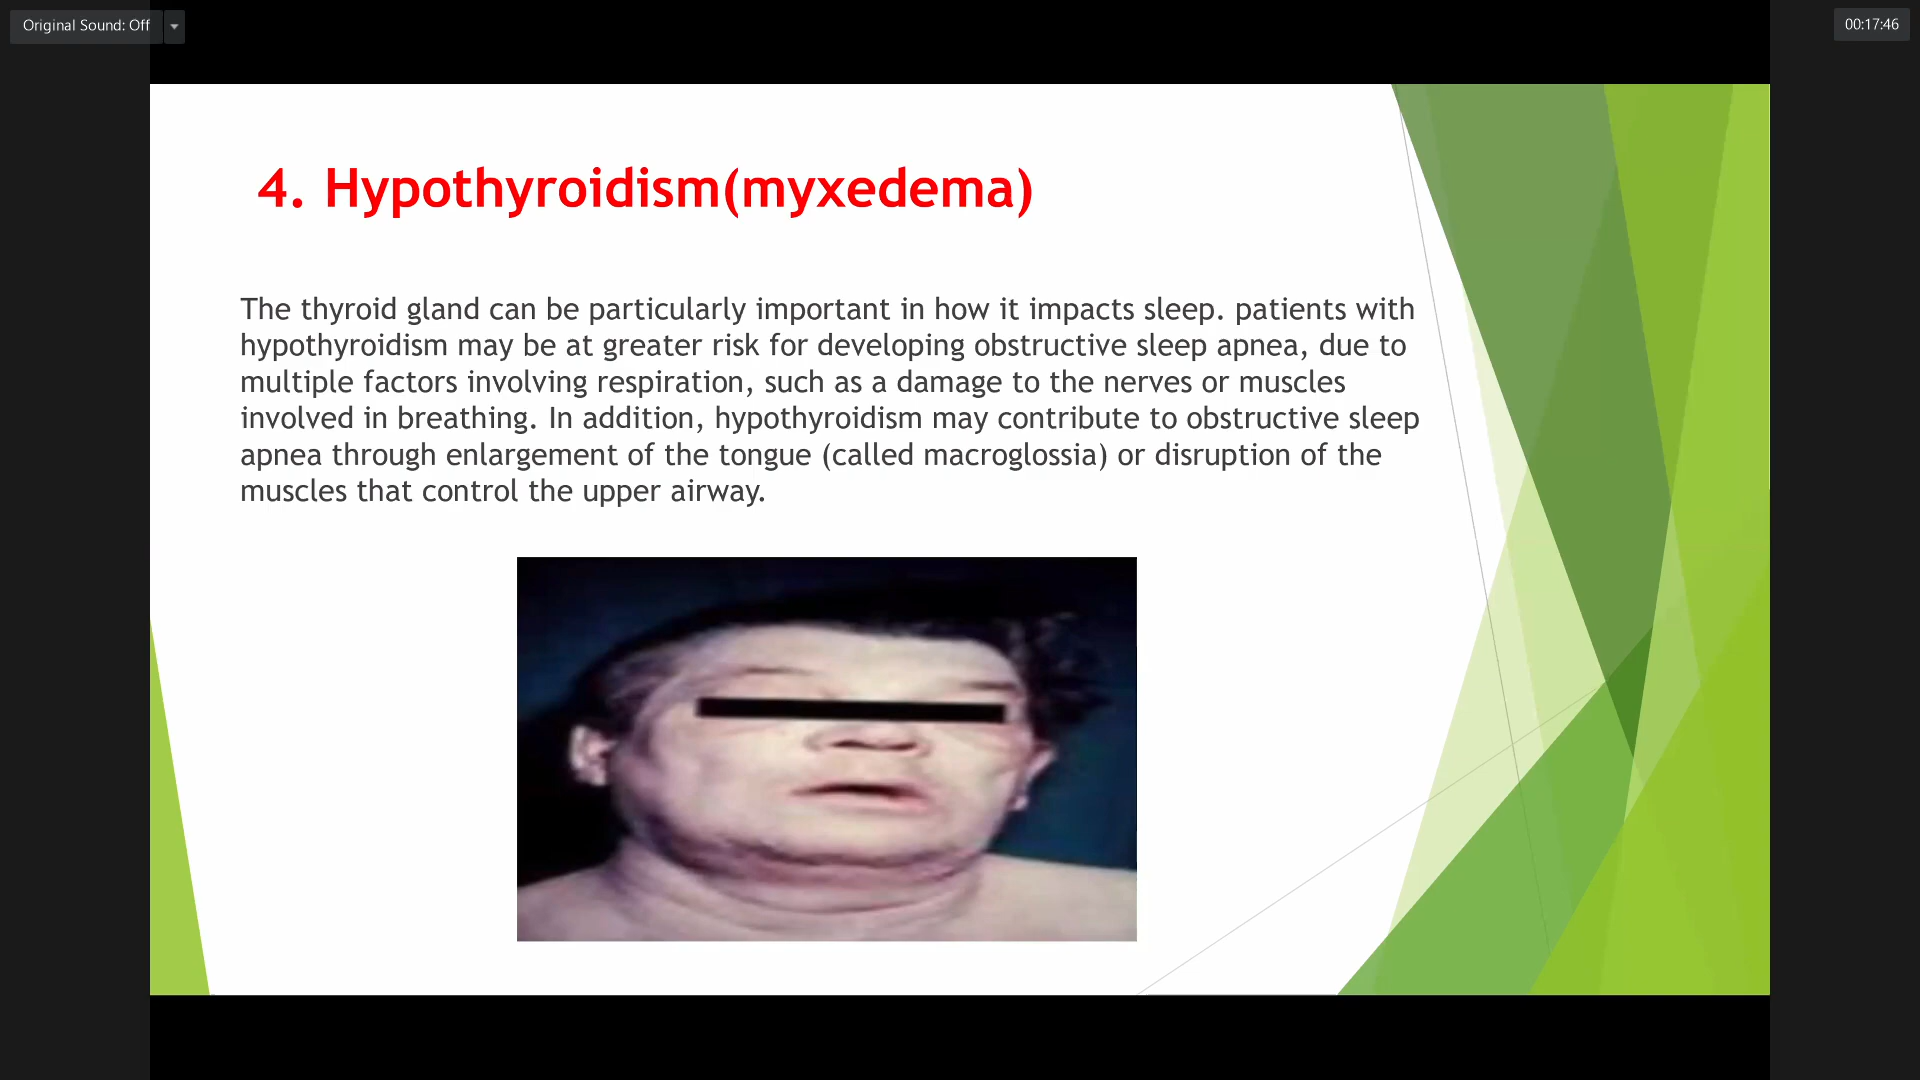 Original Sound: Off
00:17:46
4. Hypothyroidism(myxedema)
The thyroid gland can be particularly important in how it impacts sleep. patients with
hypothyroidism may be at greater risk for developing obstructive sleep apnea, due to
multiple factors involving respiration, such as a damage to the nerves or muscles
involved in breathing. In addition, hypothyroidism may contribute to obstructive sleep
apnea through enlargement of the tongue (called macroglossia) or disruption of the
muscles that control the upper airway.